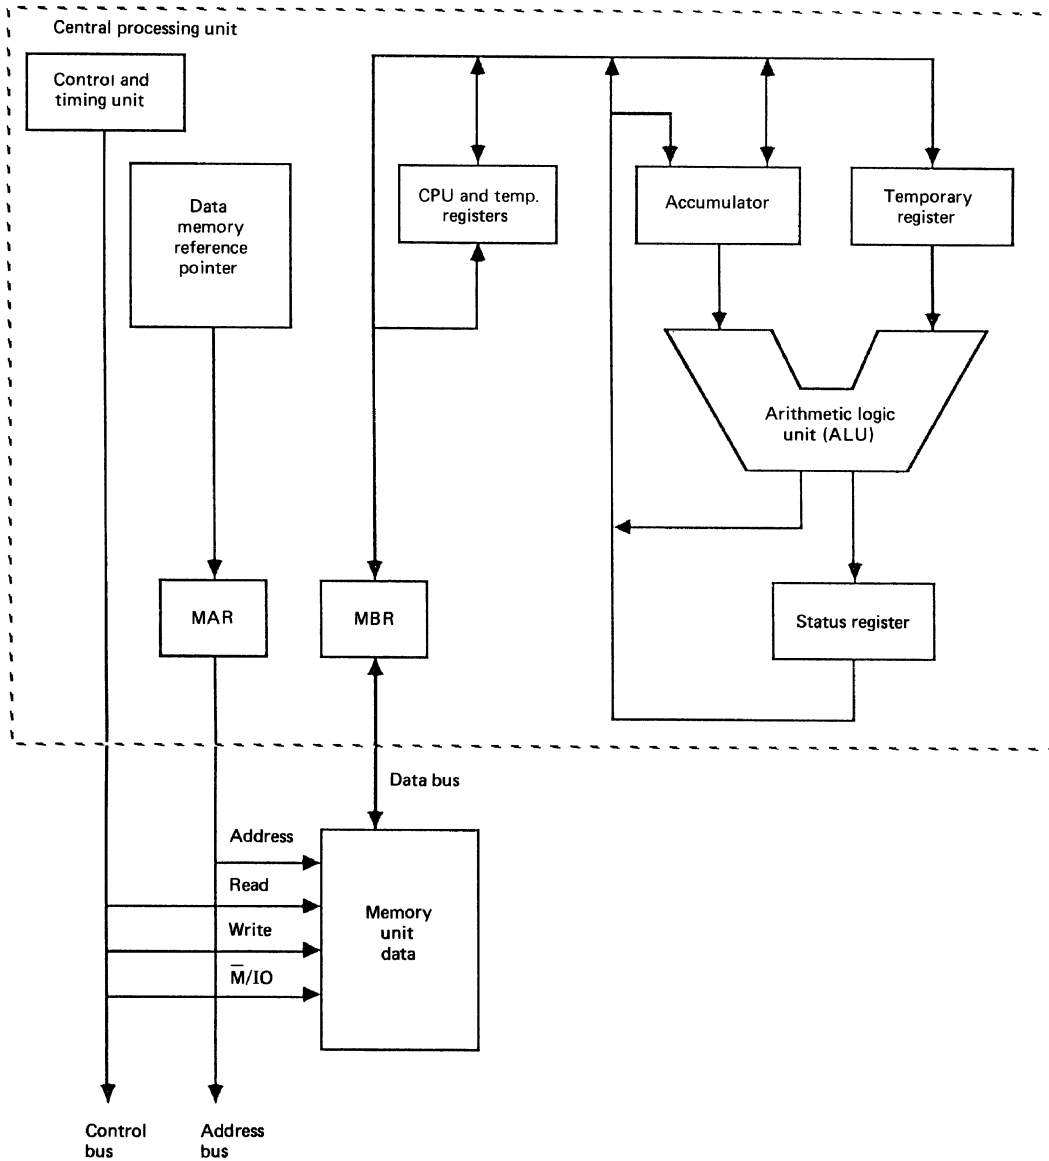 Central processing unit
Control and
timing unit
Data
memory
reference
pointer
CPU and temp.
registers
Accumulator
Temporary
register
Arithmetic logic
unit (ALU)
MAR
MBR
Status register
Data bus
Address
Read
Write
M̅/IO
Memory
unit
data
Control
bus
Address
bus